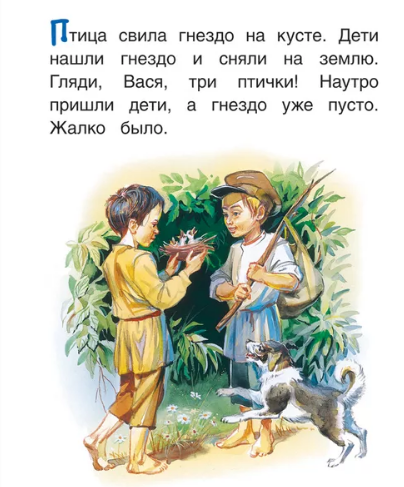 Птица свила гнездо на кусте. Дети
нашли гнездо и сняли на землю.
Гляди, Вася, три птички! Наутро
пришли дети, а гнездо уже пусто.
Жалко было.